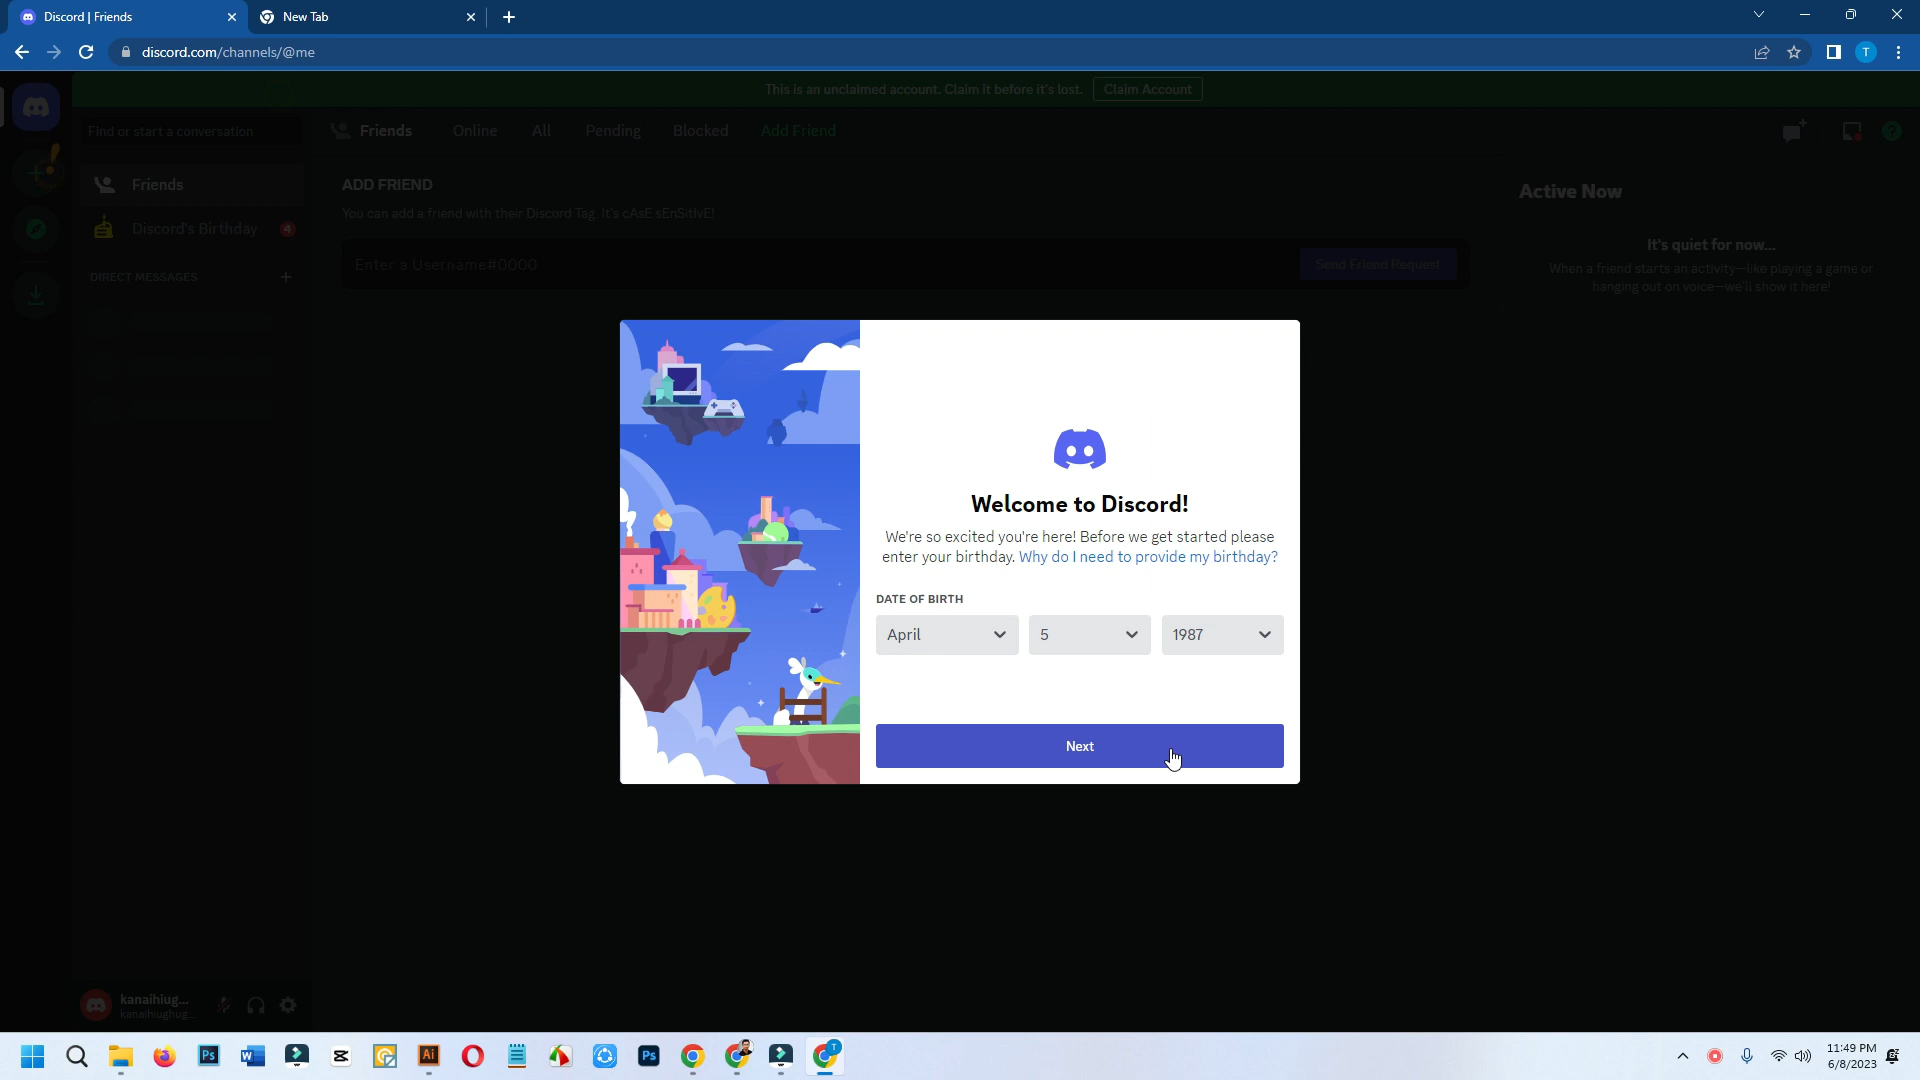 Discord | Friends
New Tab
discord.com/channels/@me
T
This is an unclaimed account. Claim it before it's lost. Claim Account
Find or start a conversation
Friends Online All Pending Blocked Add Friend
Friends
Discord's Birthday 4
DIRECT MESSAGES
ADD FRIEND
You can add a friend with their Discord Tag. It's cAsE sEnSitIvE!
Enter a Username#0000
Send Friend Request
Active Now
It's quiet for now...
When a friend starts an activity—like playing a game or
hanging out on voice—we'll show it here!
Welcome to Discord!
We're so excited you're here! Before we get started please
enter your birthday. Why do I need to provide my birthday?
DATE OF BIRTH
April 5 1987
Next
kanaihiug...
kanaihiughug...
Ps
W
Ai
Ps
T
11:49 PM
6/8/2023